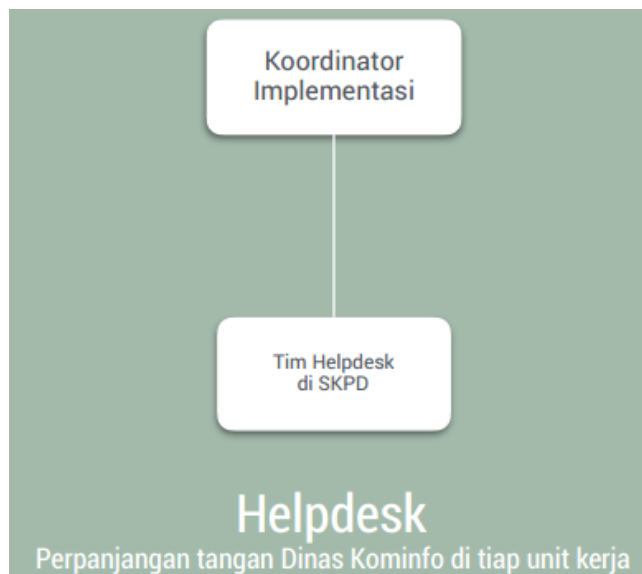 Koordinator
Implementasi
Tim Helpdesk
di SKPD
Helpdesk
Perpanjangan tangan Dinas Kominfo di tiap unit kerja